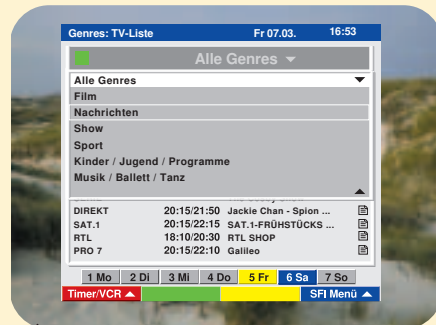 Genres: TV-Liste Fr 07.03. 16:53
Alle Genres
Alle Genres
Film
Nachrichten
Show
Sport
Kinder / Jugend / Programme
Musik / Ballett / Tanz
DIREKT 20:15/21:50 Jackie Chan - Spion ...
SAT.1 20:15/22:15 SAT.1-FRÜHSTÜCKS ...
RTL 18:10/20:30 RTL SHOP
PRO 7 20:15/22:10 Galileo
1 Mo 2 Di 3 Mi 4 Do 5 Fr 6 Sa 7 So
Timer/VCR SFI Menü